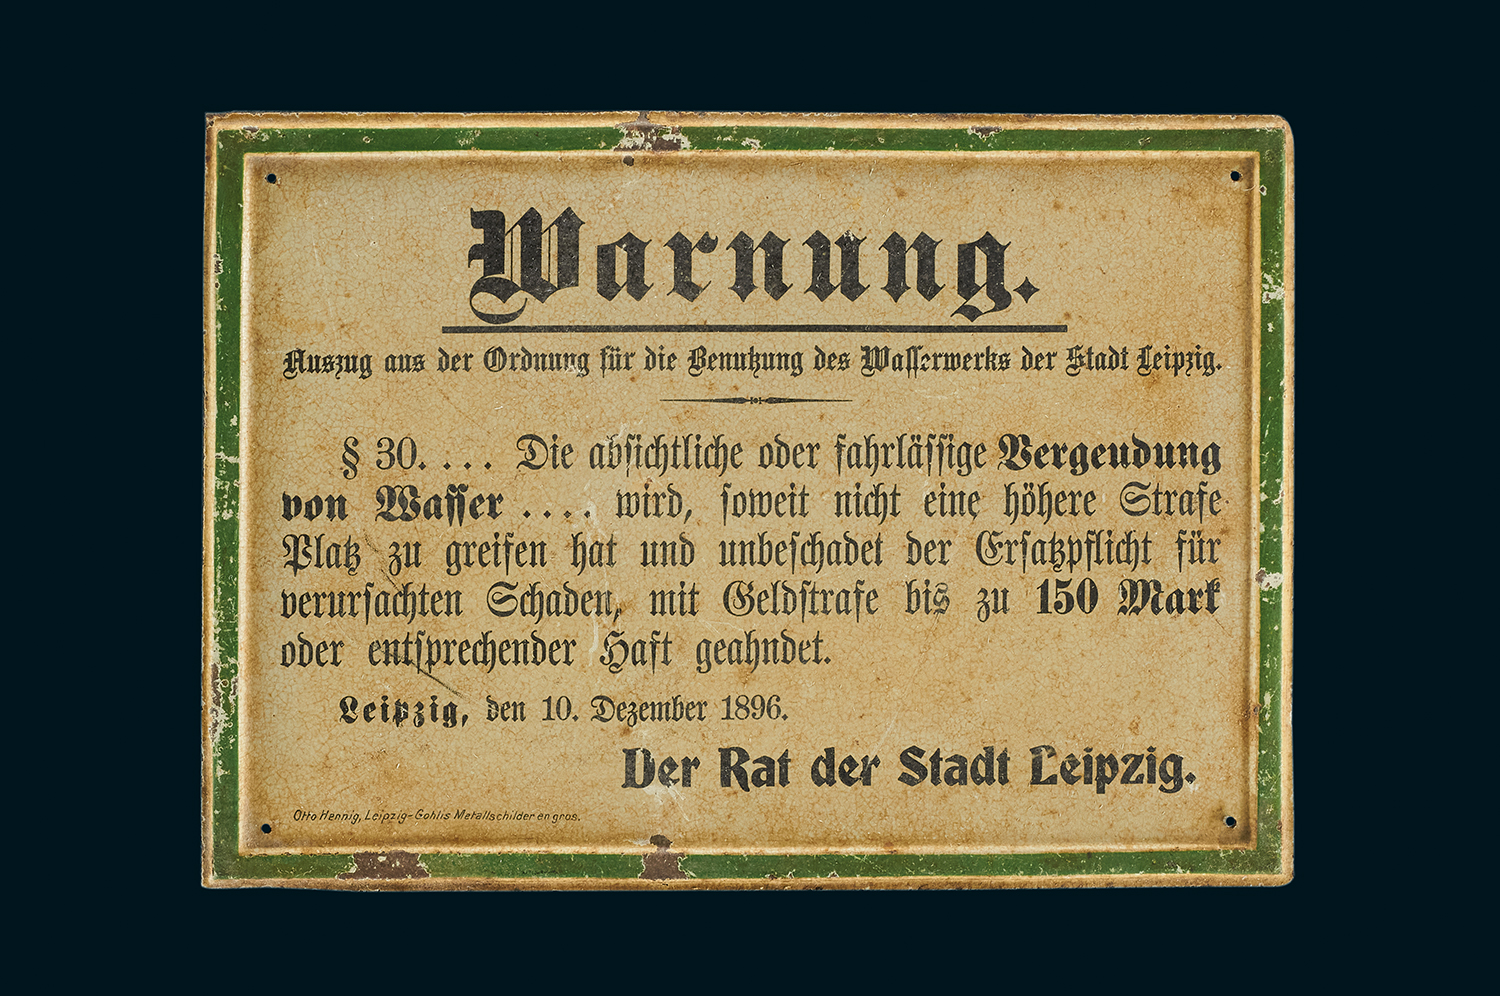 Warnung.
Auszug aus der Ordnung für die Benutzung des Wasserwerks der Stadt Leipzig.
§ 30. . . . Die absichtliche oder fahrlässige Vergeudung
von Wasser . . . . wird, soweit nicht eine höhere Strafe
Platz zu greifen hat und unbeschadet der Ersatzpflicht für
verursachten Schaden, mit Geldstrafe bis zu 150 Mark
oder entsprechender Haft geahndet.
Leipzig, den 10. Dezember 1896.
Der Rat der Stadt Leipzig.
Otto Hennig, Leipzig-Gohlis Metallschilder en gros.